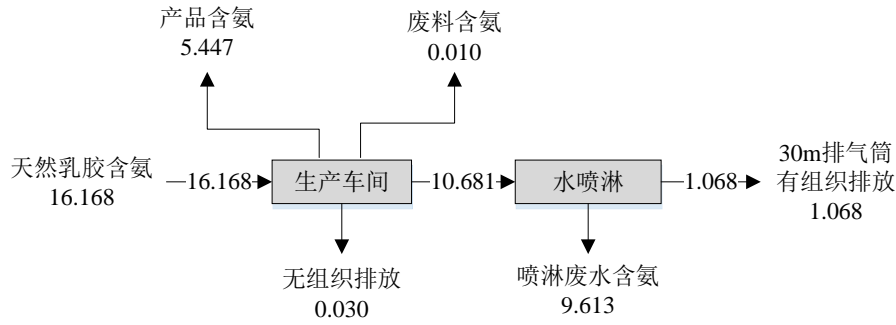 产品含氨
5.447
废料含氨
0.010
天然乳胶含氨
16.168
16.168
生产车间
10.681
水喷淋
1.068
30m排气筒
有组织排放
1.068
无组织排放
0.030
喷淋废水含氨
9.613